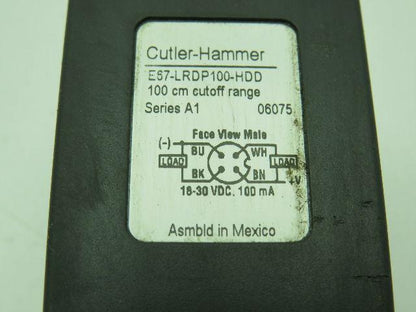 Cutler-Hammer
E67-LRDP100-HDD
100 cm cutoff range
Series A1 06075
Face View Male
(-) BU WH
LOAD LOAD
BK BN +V
18-30 VDC. 100 mA
Asmbld in Mexico